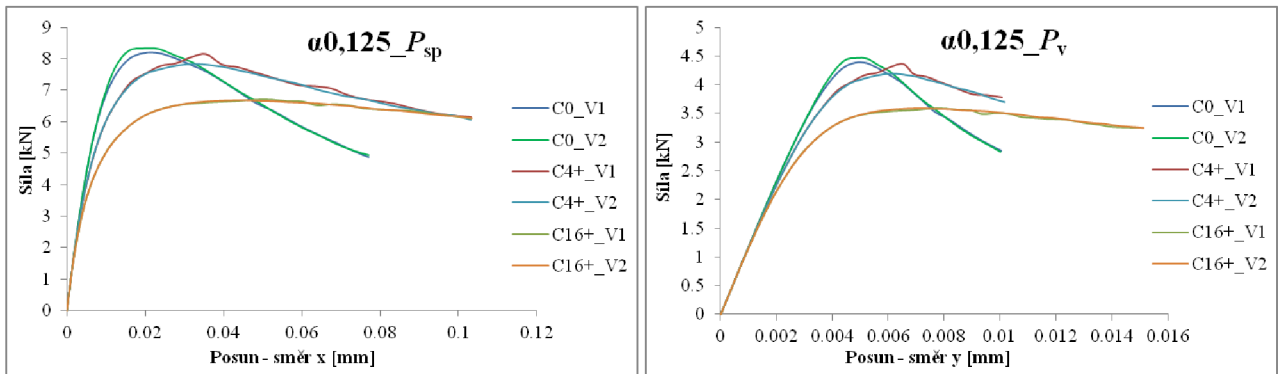 α0,125_Psp
Síla [kN]
9
8
7
6
5
4
3
2
1
0
0 0.02 0.04 0.06 0.08 0.1 0.12
Posun - směr x [mm]
C0_V1
C0_V2
C4+_V1
C4+_V2
C16+_V1
C16+_V2
α0,125_Pv
Síla [kN]
5
4.5
4
3.5
3
2.5
2
1.5
1
0.5
0
0 0.002 0.004 0.006 0.008 0.01 0.012 0.014 0.016
Posun - směr y [mm]
C0_V1
C0_V2
C4+_V1
C4+_V2
C16+_V1
C16+_V2